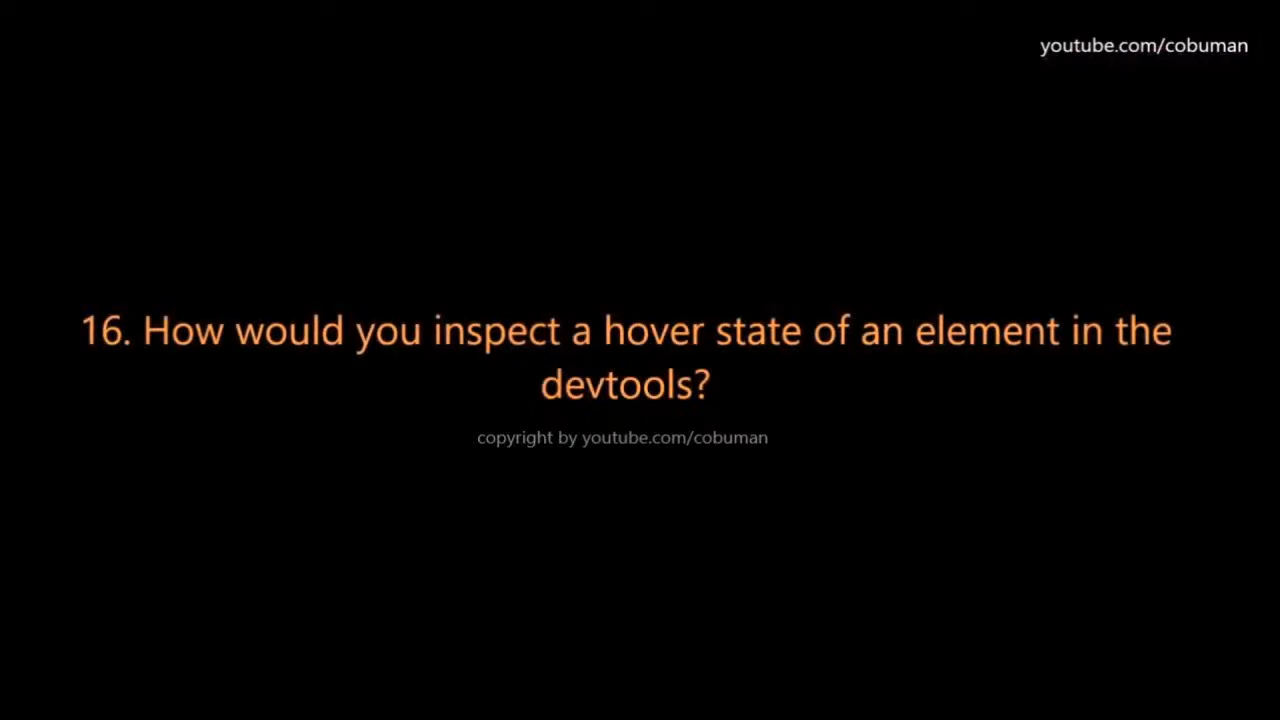 youtube.com/cobuman
16. How would you inspect a hover state of an element in the
devtools?
copyright by youtube.com/cobuman